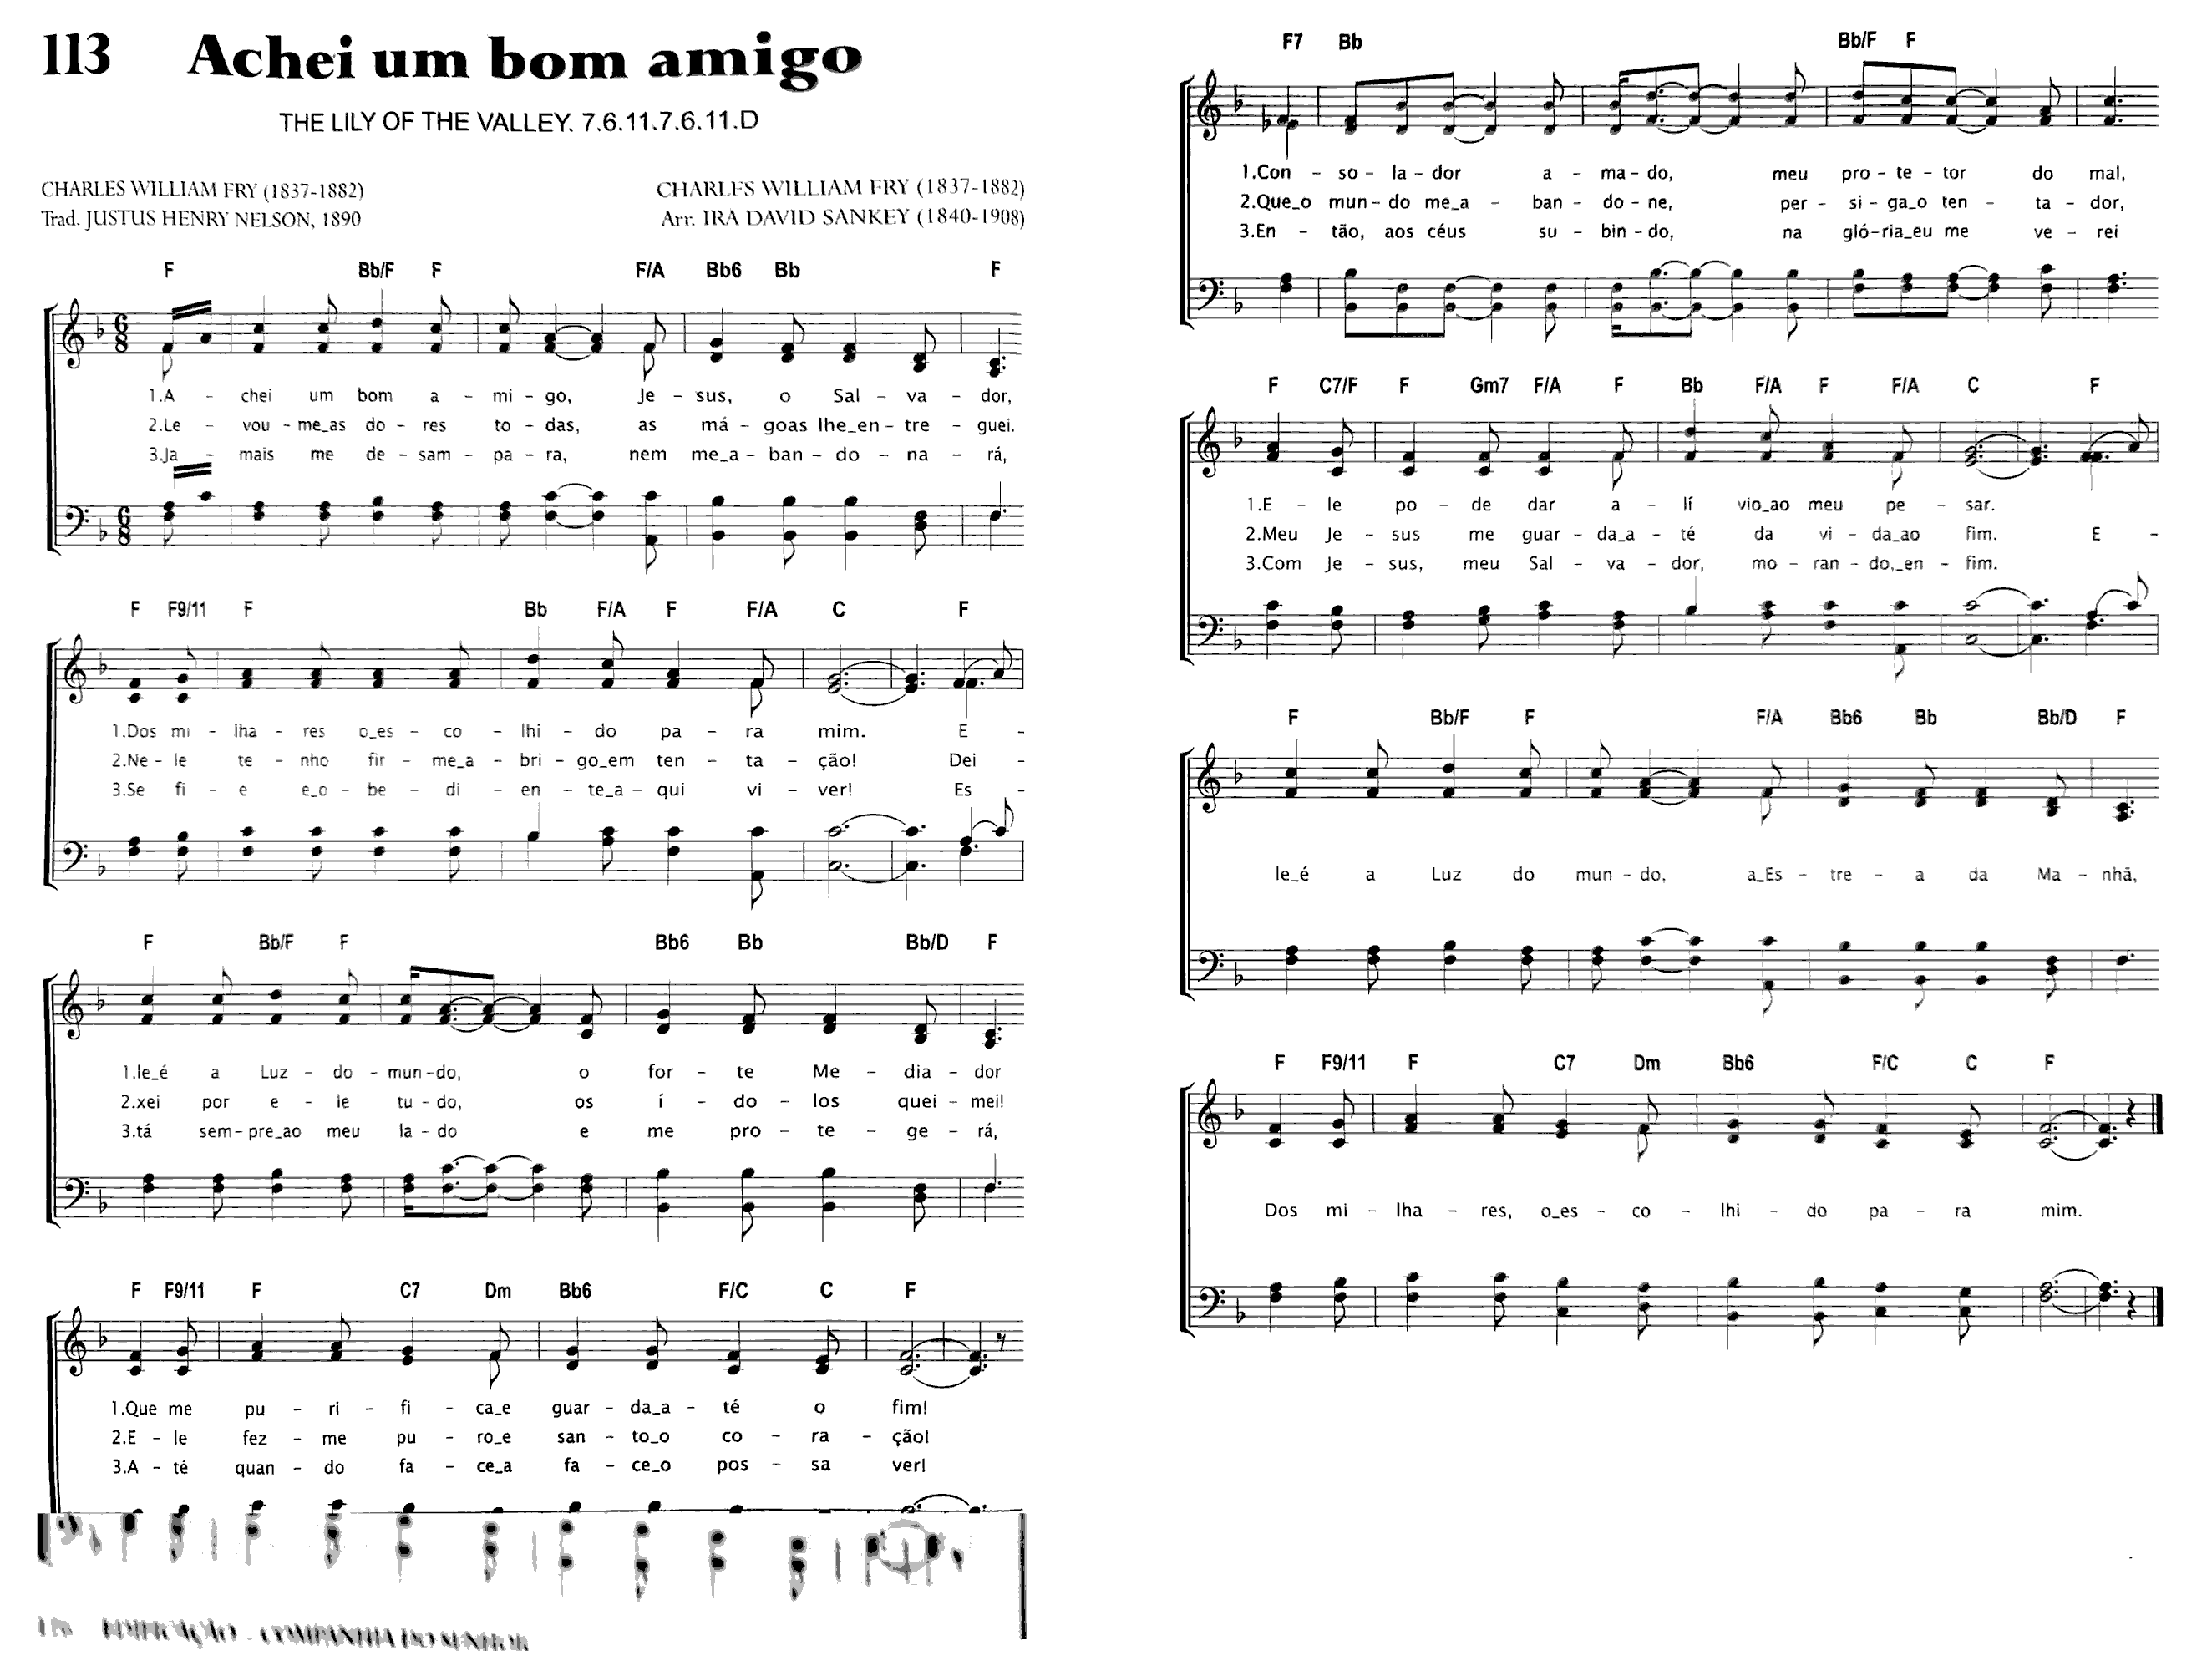 113 Achei um bom amigo
THE LILY OF THE VALLEY. 7.6.11.7.6.11.D
CHARLES WILLIAM FRY (1837-1882) CHARLES WILLIAM FRY (1837-1882)
Trad. JUSTUS HENRY NELSON, 1890 Arr. IRA DAVID SANKEY (1840-1908)
F Bb/F F F/A Bb6 Bb F
6 8
1.A - chei um bom a - mi - go, Je - sus, o Sal - va - dor,
2.Le - vou - me_as do - res to - das, as má - goas lhe_en - tre - guei.
3.Ja - mais me de - sam - pa - ra, nem me_a - ban - do - na - rá,
6 8
F F9/11 F Bb F/A F F/A C F
1.Dos mi - lha - res o_es - co - lhi - do pa - ra mim. E -
2.Ne - le te - nho fir - me_a - bri - go_em ten - ta - ção! Dei -
3.Se fi - e e_o - be - di - en - te_a - qui vi - ver! Es -
F Bb/F F Bb6 Bb Bb/D F
1.le_é a Luz - do - mun - do, o for - te Me - dia - dor
2.xei por e - le tu - do, os í - do - los quei - mei!
3.tá sem - pre_ao meu la - do e me pro - te - ge - rá,
F F9/11 F C7 Dm Bb6 F/C C F
1.Que me pu - ri - fi - ca_e guar - da_a - té o fim!
2.E - le fez - me pu - ro_e san - to_o co - ra - ção!
3.A - té quan - do fa - ce_a fa - ce_o pos - sa ver!
F7 Bb Bb/F F
1.Con - so - la - dor a - ma - do, meu pro - te - tor do mal,
2.Que_o mun - do me_a - ban - do - ne, per - si - ga_o ten - ta - dor,
3.En - tão, aos céus su - bin - do, na gló - ria_eu me ve - rei
F C7/F F Gm7 F/A F Bb F/A F F/A C F
1.E - le po - de dar a - lí vio_ao meu pe - sar.
2.Meu Je - sus me guar - da_a - té da vi - da_ao fim. E -
3.Com Je - sus, meu Sal - va - dor, mo - ran - do,_en - fim.
F Bb/F F F/A Bb6 Bb Bb/D F
le_é a Luz do mun - do, a_Es - tre - a da Ma - nhã,
F F9/11 F C7 Dm Bb6 F/C C F
Dos mi - lha - res, o_es - co - lhi - do pa - ra mim.